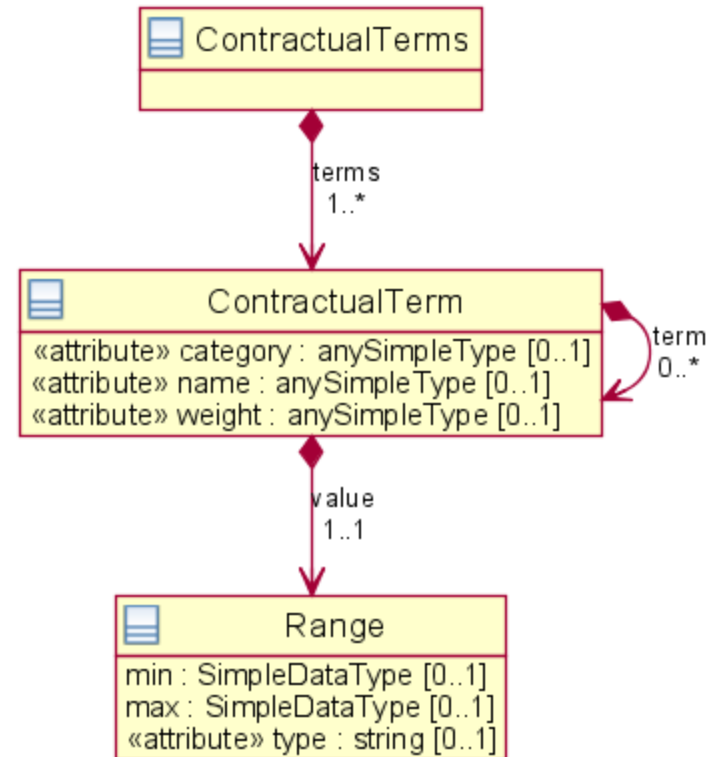 ContractualTerms
terms
1..*
ContractualTerm
«attribute» category : anySimpleType [0..1]
«attribute» name : anySimpleType [0..1]
«attribute» weight : anySimpleType [0..1]
term
0..*
value
1..1
Range
min : SimpleDataType [0..1]
max : SimpleDataType [0..1]
«attribute» type : string [0..1]